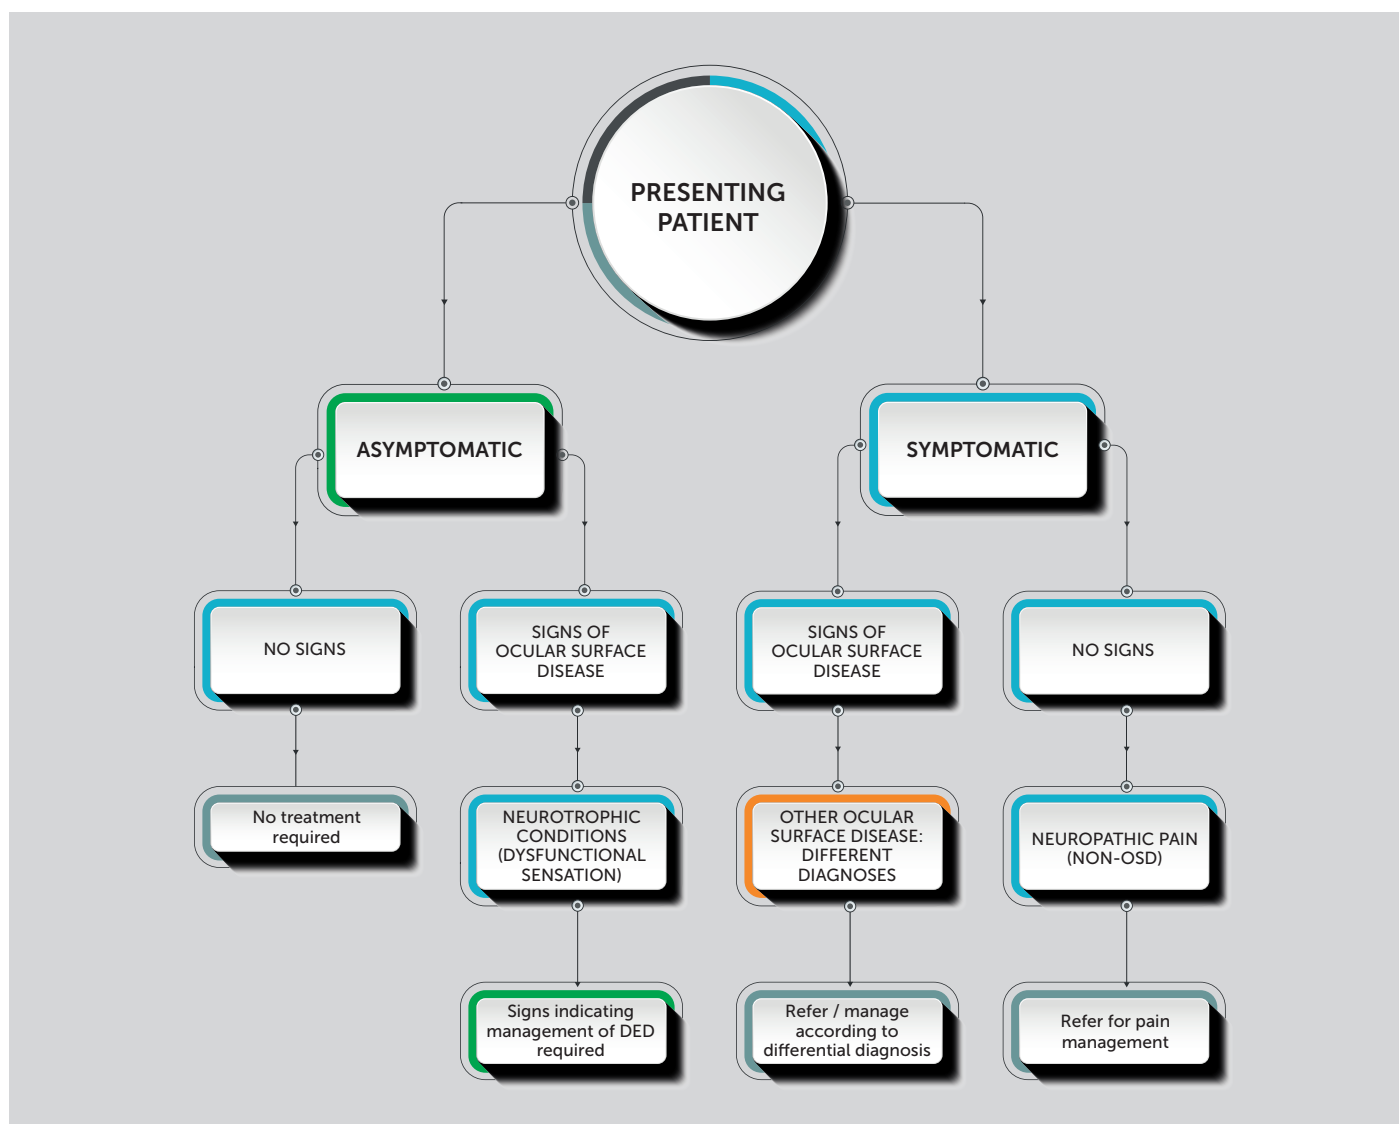 PRESENTING
PATIENT
ASYMPTOMATIC
SYMPTOMATIC
NO SIGNS
SIGNS OF
OCULAR SURFACE
DISEASE
SIGNS OF
OCULAR SURFACE
DISEASE
NO SIGNS
No treatment
required
NEUROTROPHIC
CONDITIONS
(DYSFUNCTIONAL
SENSATION)
OTHER OCULAR
SURFACE DISEASE:
DIFFERENT
DIAGNOSES
NEUROPATHIC PAIN
(NON-OSD)
Signs indicating
management of DED
required
Refer / manage
according to
differential diagnosis
Refer for pain
management